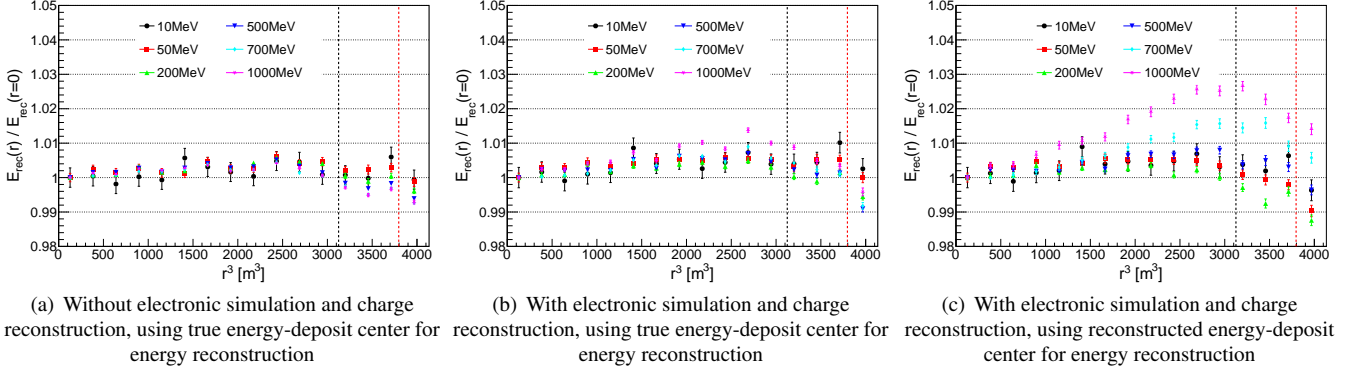 1.05
1.04
1.03
1.02
1.01
1
0.99
0.98
E_rec(r) / E_rec(r=0)
10MeV
50MeV
200MeV
500MeV
700MeV
1000MeV
0 500 1000 1500 2000 2500 3000 3500 4000
r³ [m³]
(a) Without electronic simulation and charge
reconstruction, using true energy-deposit center for
energy reconstruction
1.05
1.04
1.03
1.02
1.01
1
0.99
0.98
E_rec(r) / E_rec(r=0)
10MeV
50MeV
200MeV
500MeV
700MeV
1000MeV
0 500 1000 1500 2000 2500 3000 3500 4000
r³ [m³]
(b) With electronic simulation and charge
reconstruction, using true energy-deposit center for
energy reconstruction
1.05
1.04
1.03
1.02
1.01
1
0.99
0.98
E_rec(r) / E_rec(r=0)
10MeV
50MeV
200MeV
500MeV
700MeV
1000MeV
0 500 1000 1500 2000 2500 3000 3500 4000
r³ [m³]
(c) With electronic simulation and charge
reconstruction, using reconstructed energy-deposit
center for energy reconstruction